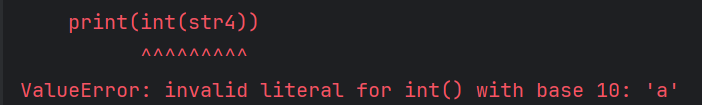 print(int(str4))
^^^^^^^^^
ValueError: invalid literal for int() with base 10: 'a'